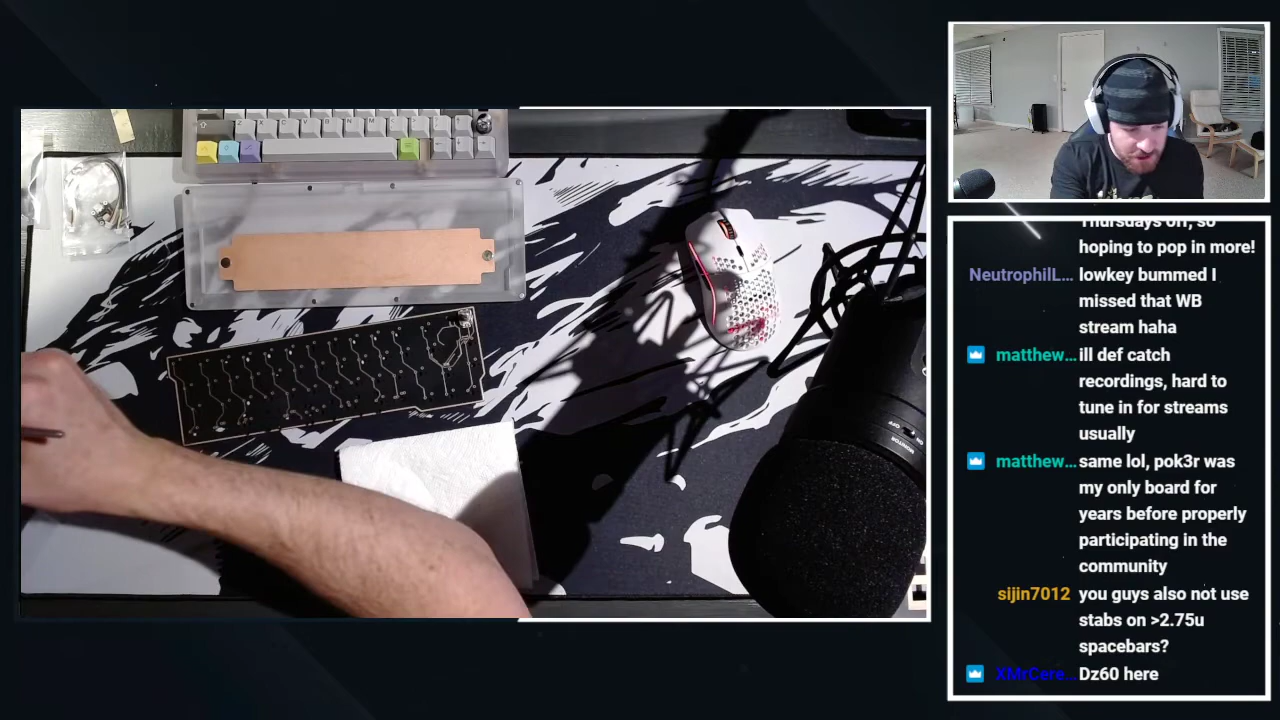 Thursdays off, so
hoping to pop in more!
NeutrophilL... lowkey bummed I
missed that WB
stream haha
matthew... ill def catch
recordings, hard to
tune in for streams
usually
matthew... same lol, pok3r was
my only board for
years before properly
participating in the
community
sijin7012 you guys also not use
stabs on >2.75u
spacebars?
XMrCere... Dz60 here
MONITOR
OFF
ON